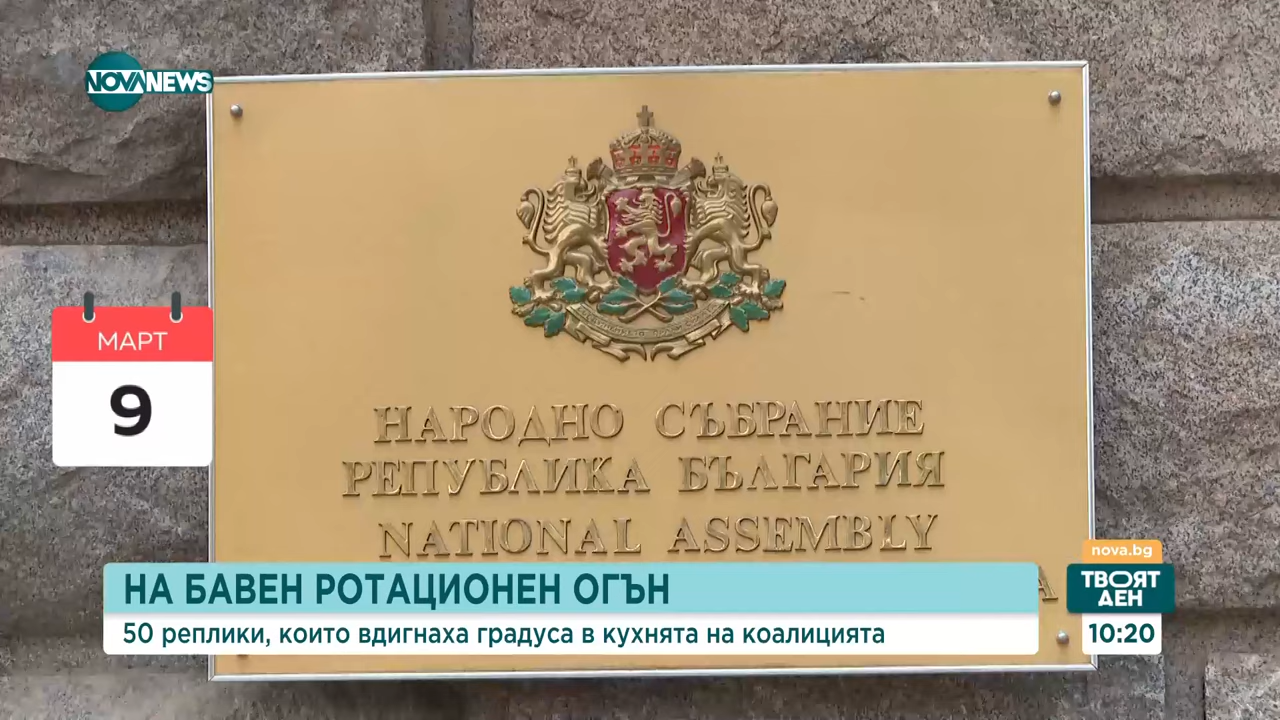 NOVA NEWS
НАРОДНО СЪБРАНИЕ
РЕПУБЛИКА БЪЛГАРИЯ
NATIONAL ASSEMBLY
МАРТ
9
НА БАВЕН РОТАЦИОНЕН ОГЪН
50 реплики, които вдигнаха градуса в кухнята на коалицията
nova.bg
ТВОЯТ
ДЕН
10:20